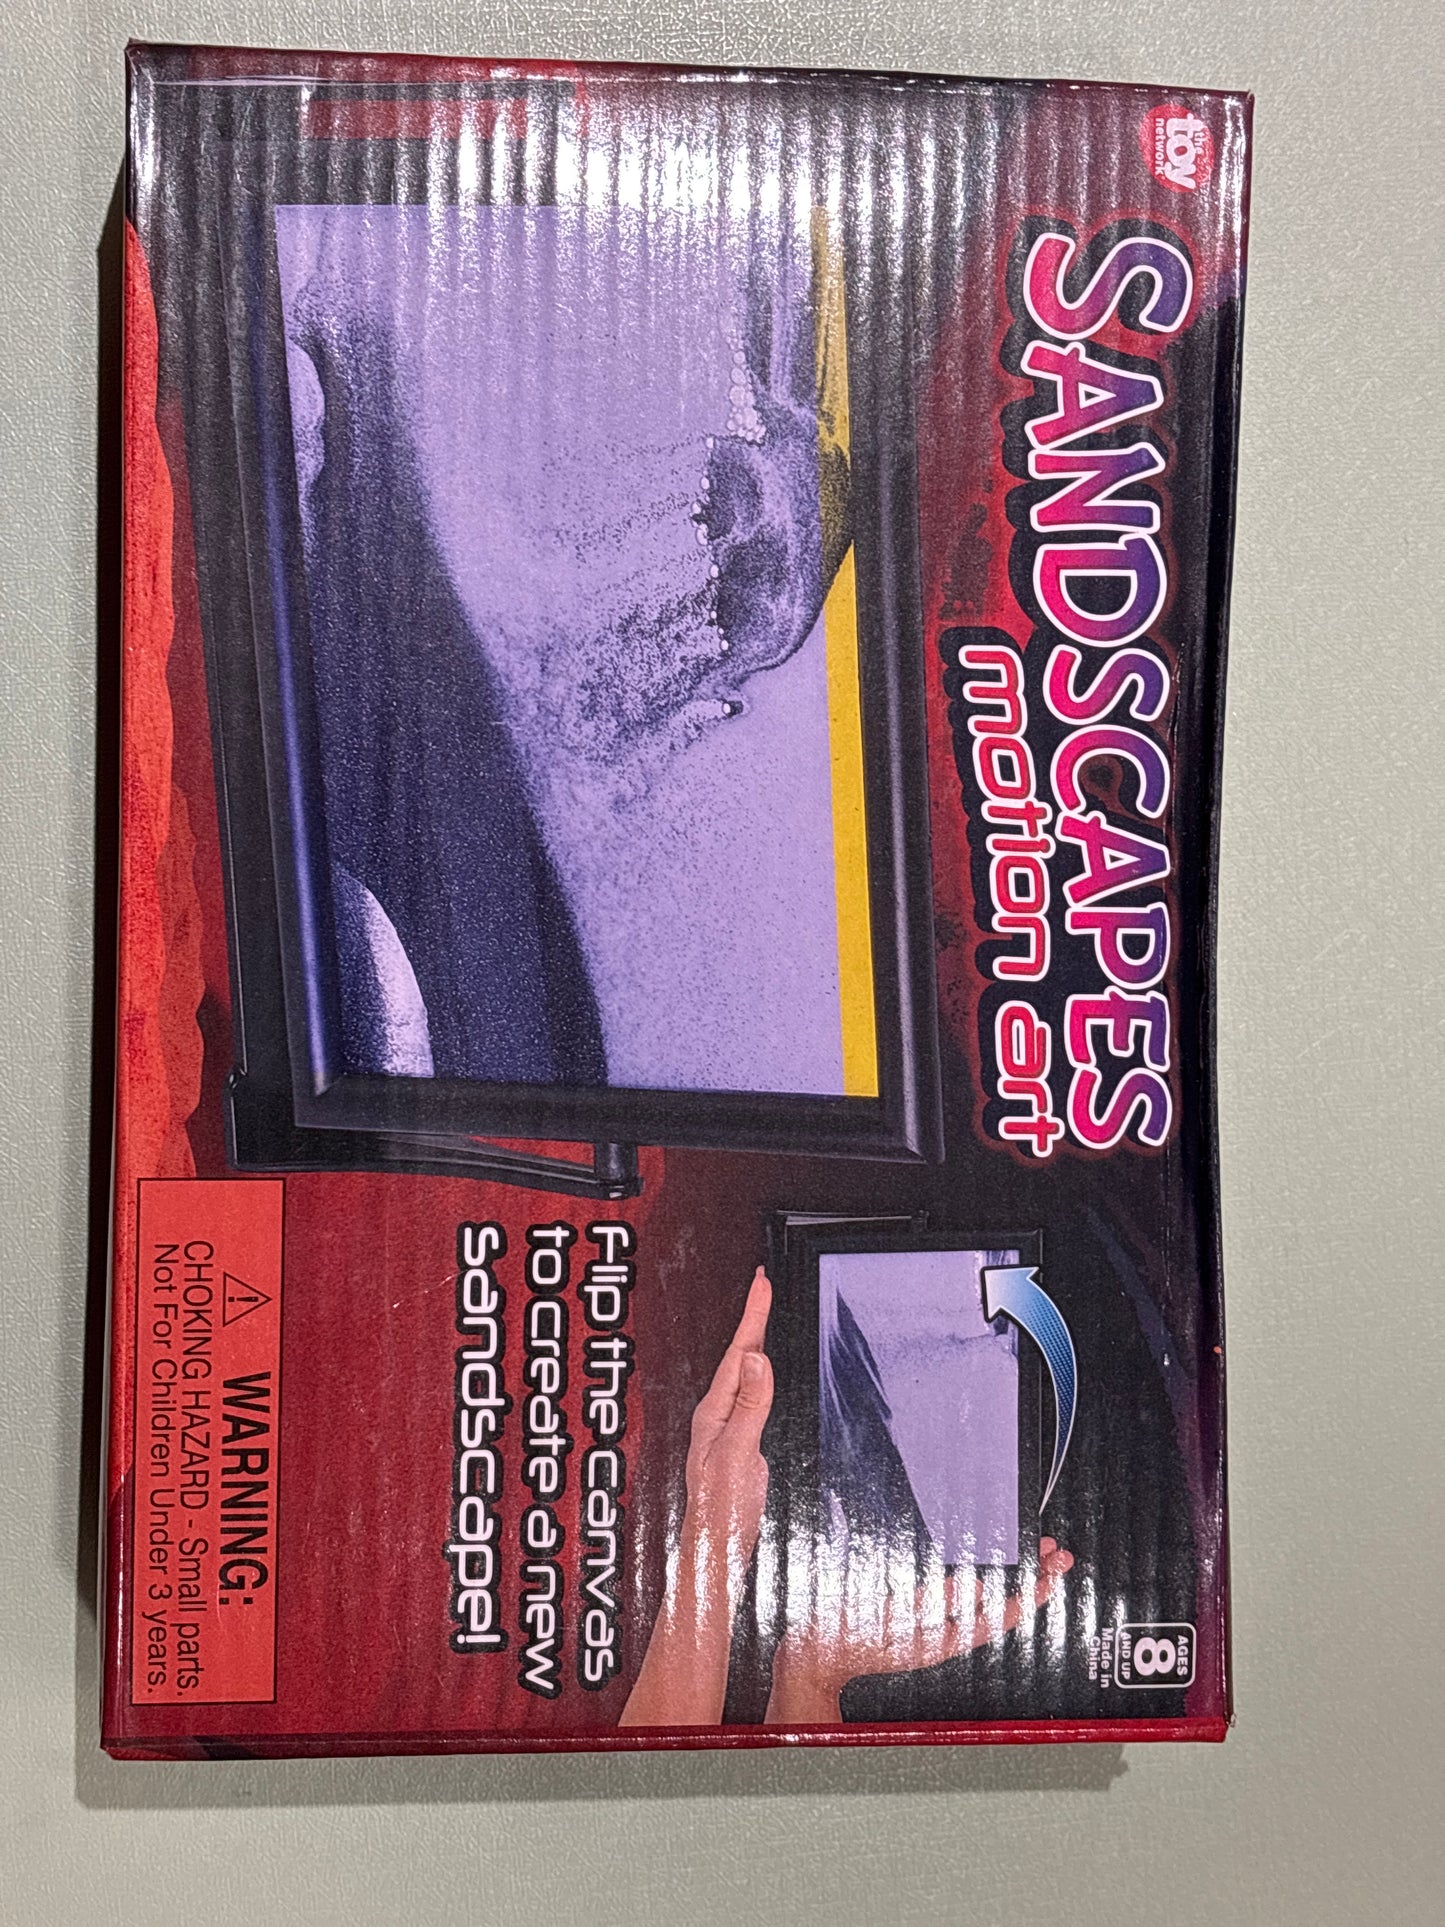 the
toy
network
SANDSCAPES
motion art
AGES
8
AND UP
Made in
China
Flip the canvas
to create a new
sandscape!
WARNING:
CHOKING HAZARD - Small parts.
Not For Children Under 3 years.